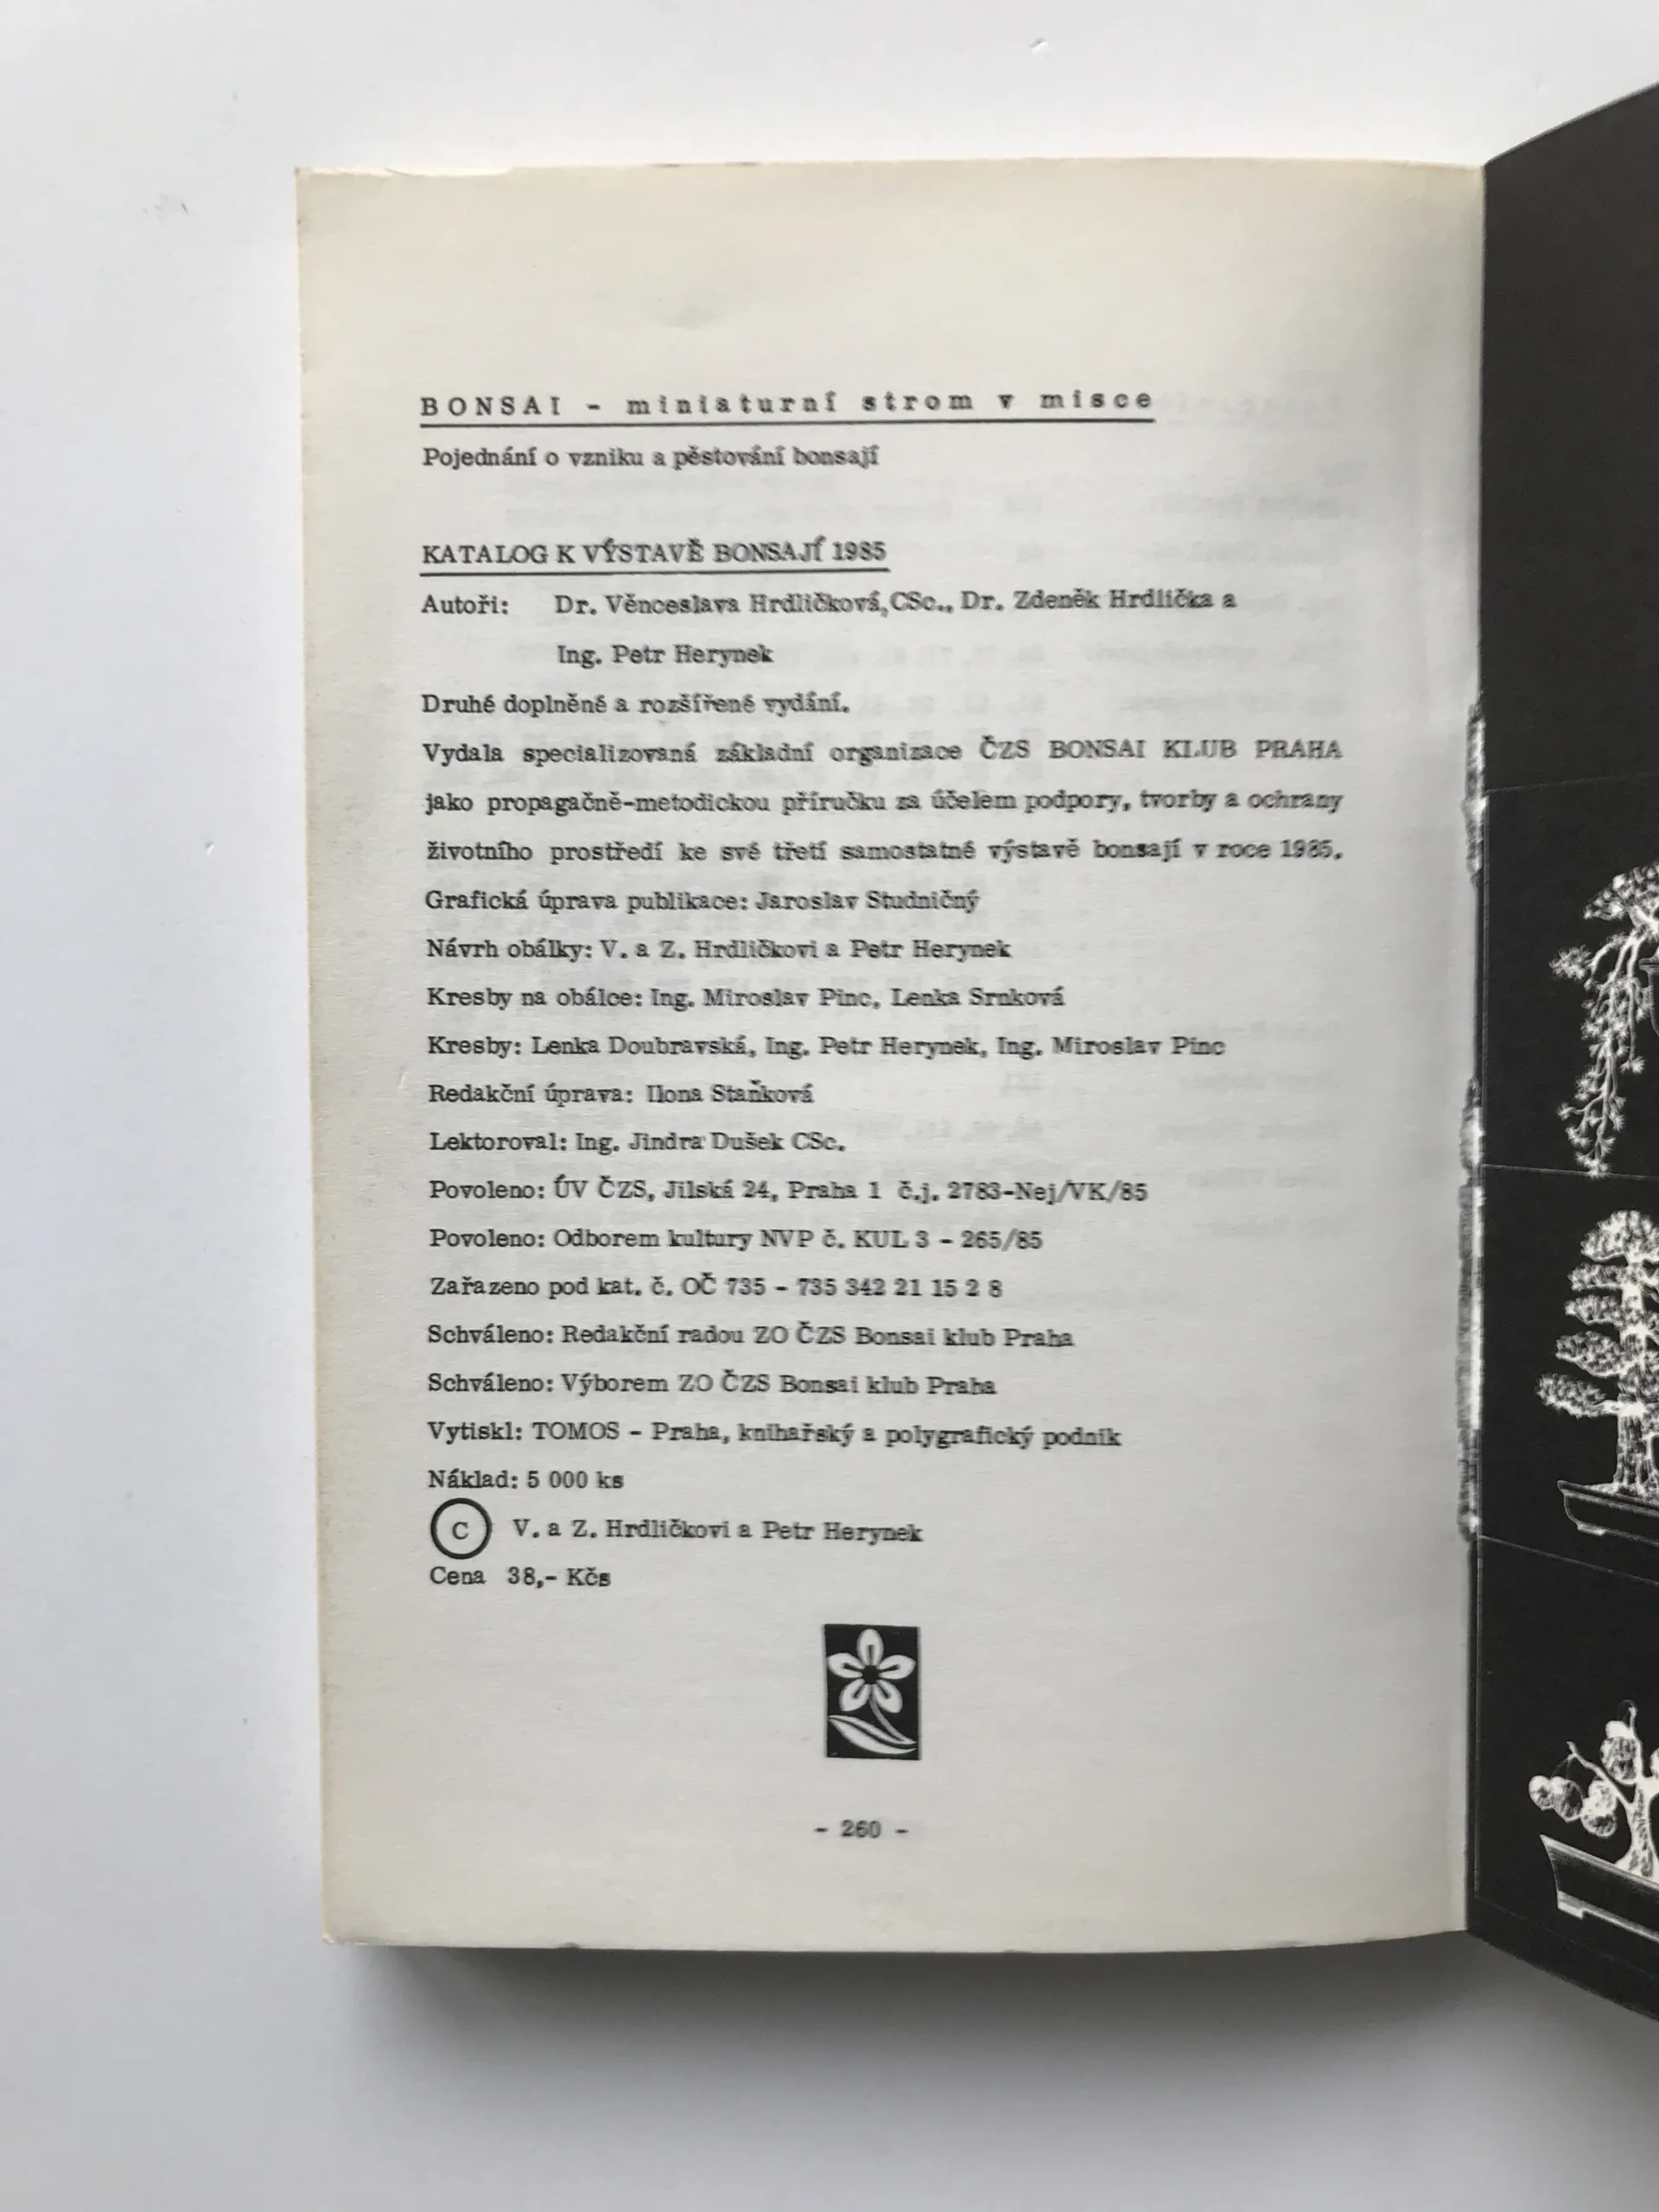 BONSAI - miniaturní strom v misce
Pojednání o vzniku a pěstování bonsají
KATALOG K VÝSTAVĚ BONSAJÍ 1985
Autoři: Dr. Věnceslava Hrdličková, CSc., Dr. Zdeněk Hrdlička a
Ing. Petr Herynek
Druhé doplněné a rozšířené vydání.
Vydala specializovaná základní organizace ČZS BONSAI KLUB PRAHA
jako propagačně-metodickou příručku za účelem podpory, tvorby a ochrany
životního prostředí ke své třetí samostatné výstavě bonsají v roce 1985.
Grafická úprava publikace: Jaroslav Studničný
Návrh obálky: V. a Z. Hrdličkovi a Petr Herynek
Kresby na obálce: Ing. Miroslav Pinc, Lenka Srnková
Kresby: Lenka Doubravská, Ing. Petr Herynek, Ing. Miroslav Pinc
Redakční úprava: Ilona Staňková
Lektoroval: Ing. Jindra Dušek CSc.
Povoleno: ÚV ČZS, Jilská 24, Praha 1 č.j. 2783-Nej/VK/85
Povoleno: Odborem kultury NVP č. KUL 3 - 265/85
Zařazeno pod kat. č. OČ 735 - 735 342 21 15 2 8
Schváleno: Redakční radou ZO ČZS Bonsai klub Praha
Schváleno: Výborem ZO ČZS Bonsai klub Praha
Vytiskl: TOMOS - Praha, knihařský a polygrafický podnik
Náklad: 5 000 ks
© V. a Z. Hrdličkovi a Petr Herynek
Cena 38,- Kčs
- 260 -